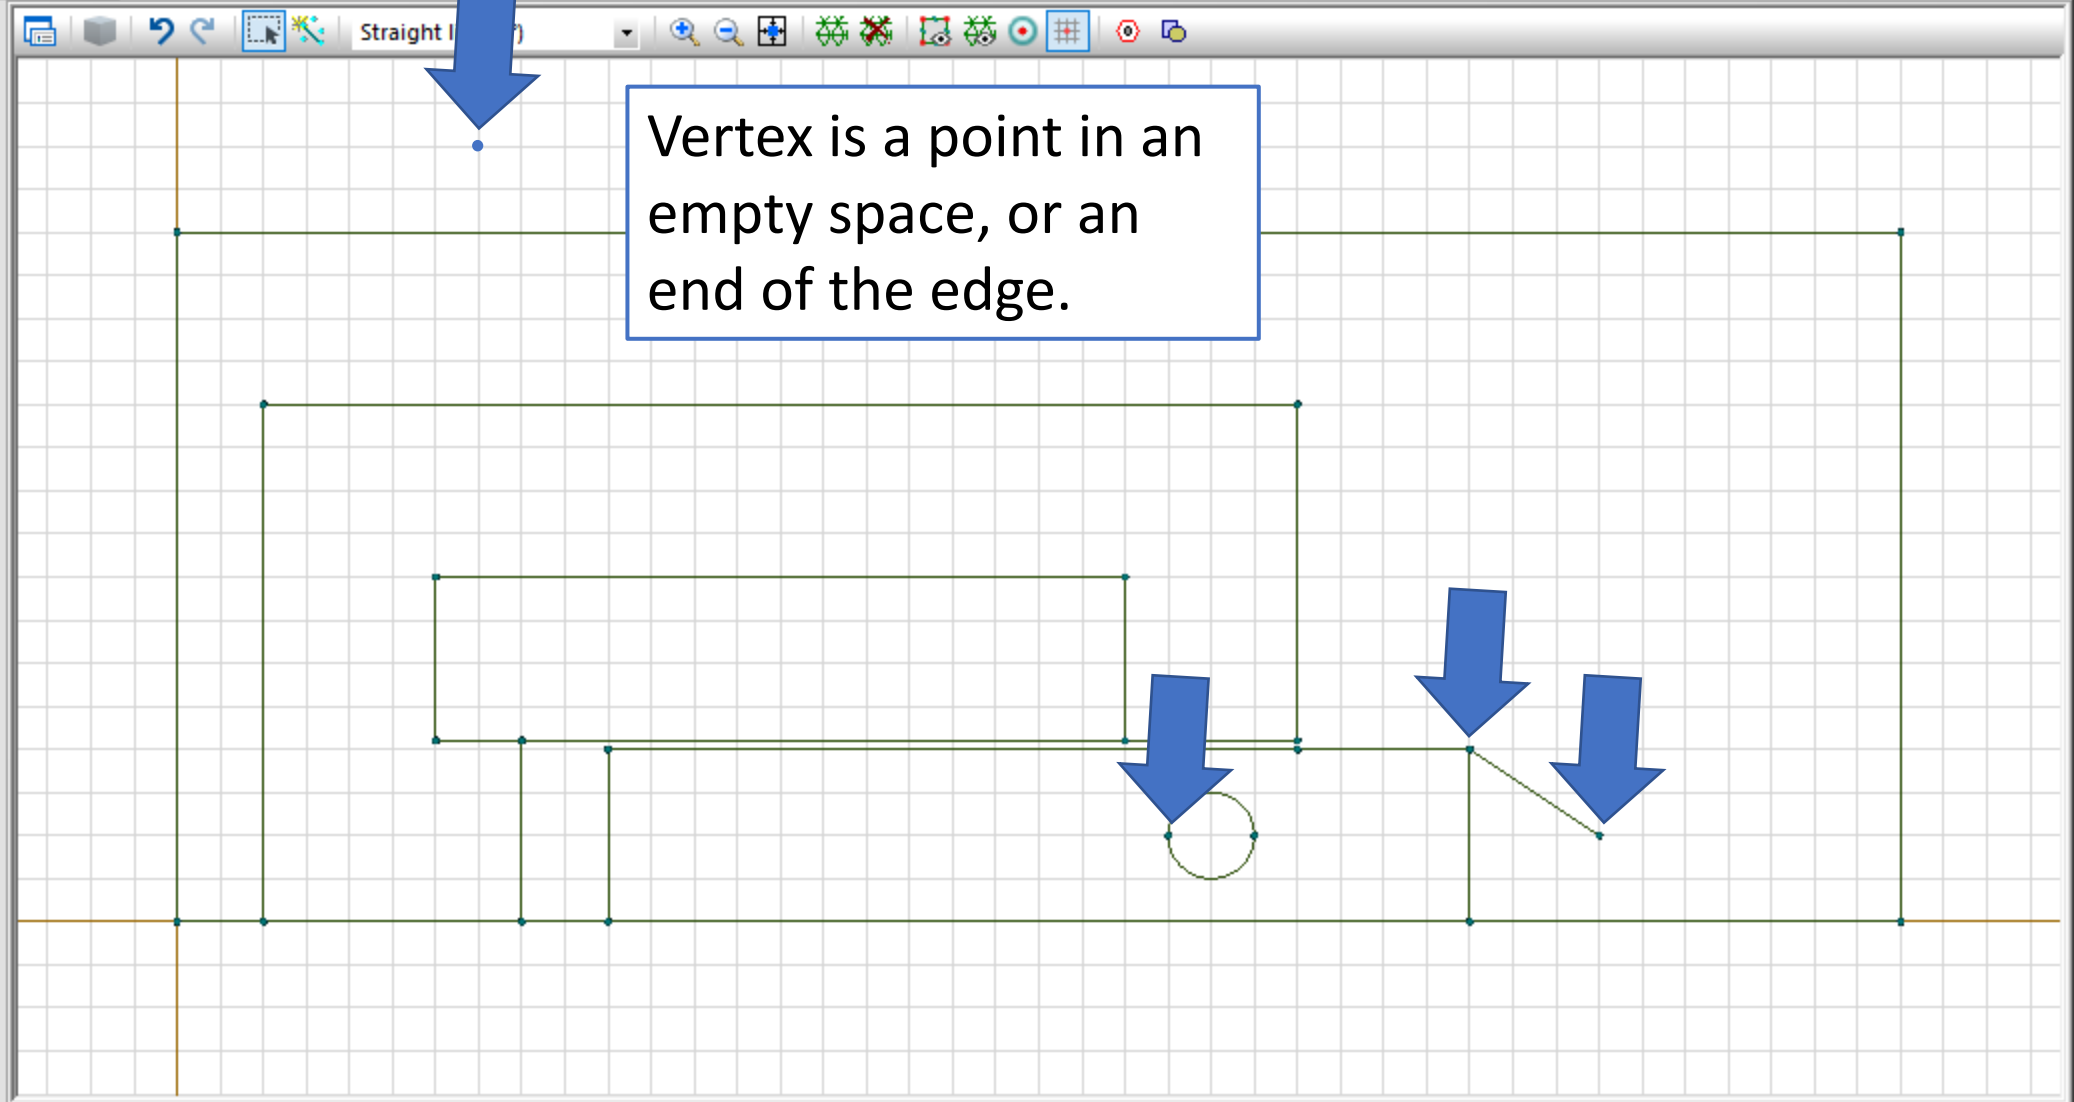 Straight l
Vertex is a point in an
empty space, or an
end of the edge.